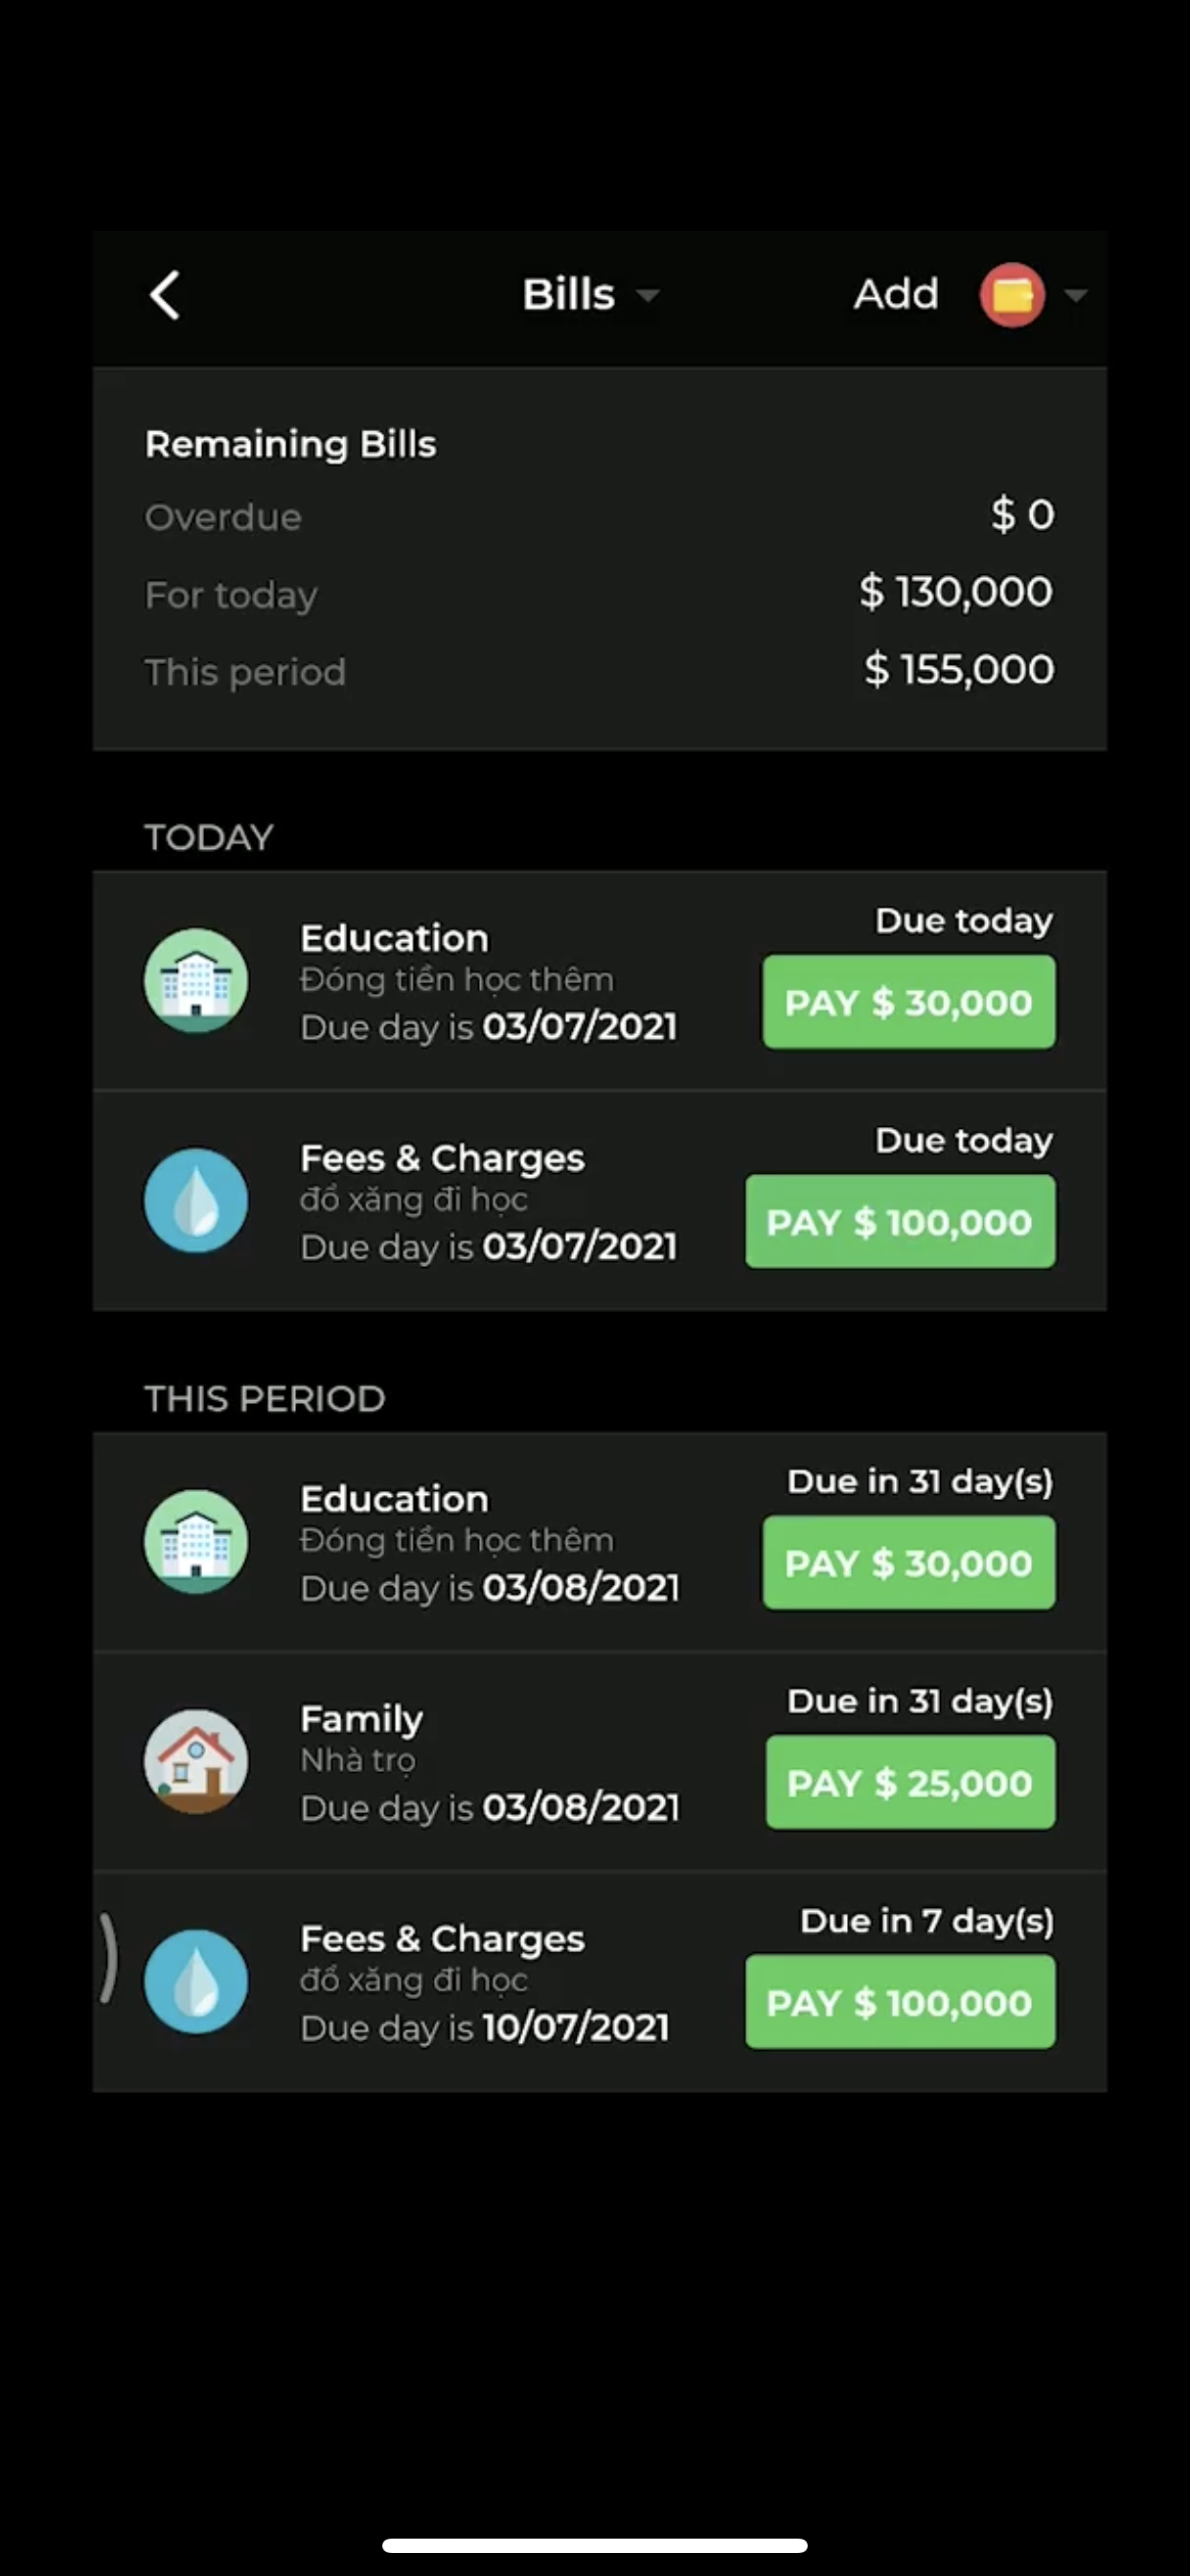 Bills
Add
Remaining Bills
Overdue $ 0
For today $ 130,000
This period $ 155,000
TODAY
Education
Đóng tiền học thêm
Due day is 03/07/2021
Due today
PAY $ 30,000
Fees & Charges
đổ xăng đi học
Due day is 03/07/2021
Due today
PAY $ 100,000
THIS PERIOD
Education
Đóng tiền học thêm
Due day is 03/08/2021
Due in 31 day(s)
PAY $ 30,000
Family
Nhà trọ
Due day is 03/08/2021
Due in 31 day(s)
PAY $ 25,000
Fees & Charges
đổ xăng đi học
Due day is 10/07/2021
Due in 7 day(s)
PAY $ 100,000